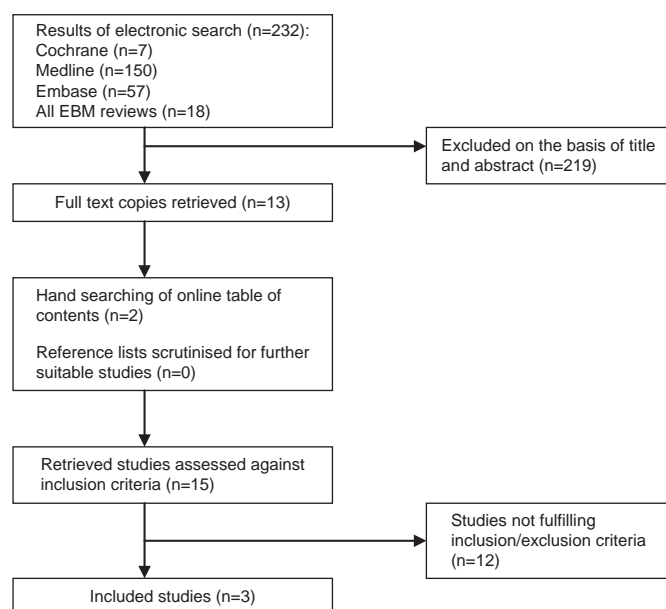 Results of electronic search (n=232):
Cochrane (n=7)
Medline (n=150)
Embase (n=57)
All EBM reviews (n=18)
Excluded on the basis of title
and abstract (n=219)
Full text copies retrieved (n=13)
Hand searching of online table of
contents (n=2)
Reference lists scrutinised for further
suitable studies (n=0)
Retrieved studies assessed against
inclusion criteria (n=15)
Studies not fulfilling
inclusion/exclusion criteria
(n=12)
Included studies (n=3)